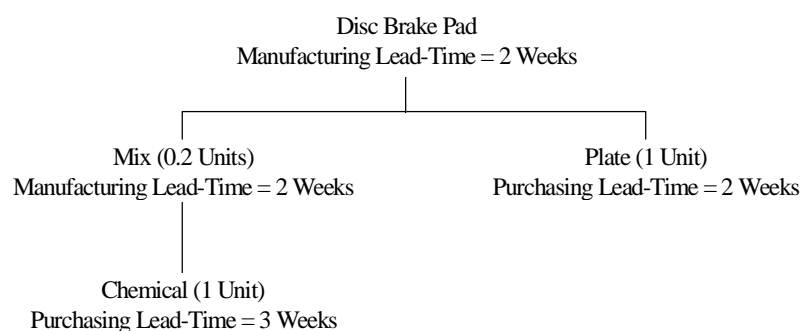 Disc Brake Pad
Manufacturing Lead-Time = 2 Weeks
Mix (0.2 Units)
Manufacturing Lead-Time = 2 Weeks
Plate (1 Unit)
Purchasing Lead-Time = 2 Weeks
Chemical (1 Unit)
Purchasing Lead-Time = 3 Weeks